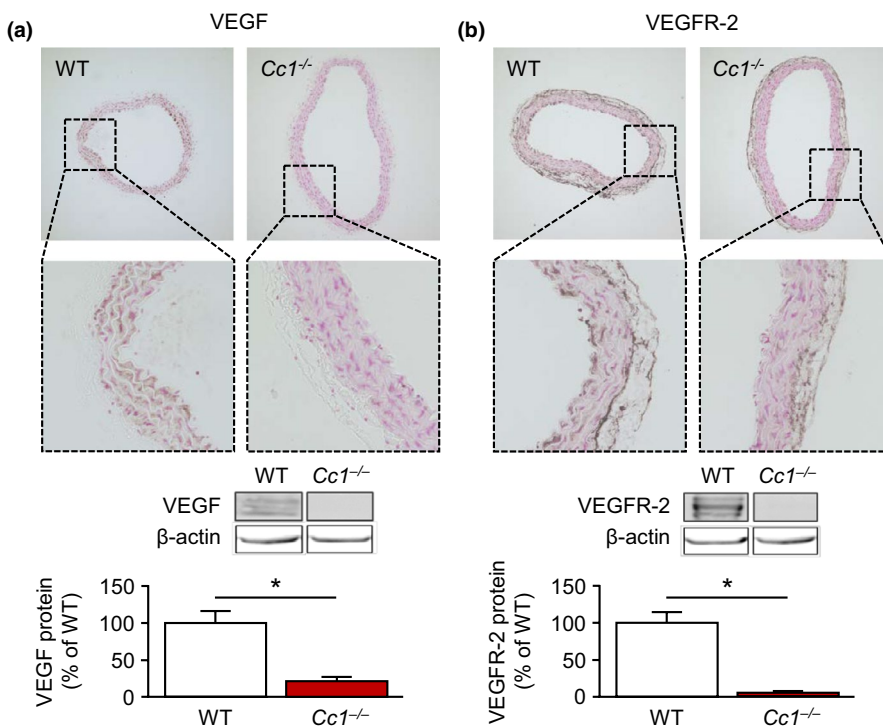 (a)
VEGF
WT
Cc1-/-
WT Cc1–/–
VEGF
β-actin
VEGF protein
(% of WT)
150
100
50
0
*
WT Cc1–/–
(b)
VEGFR-2
WT
Cc1-/-
WT Cc1–/–
VEGFR-2
β-actin
VEGFR-2 protein
(% of WT)
150
100
50
0
*
WT Cc1–/–